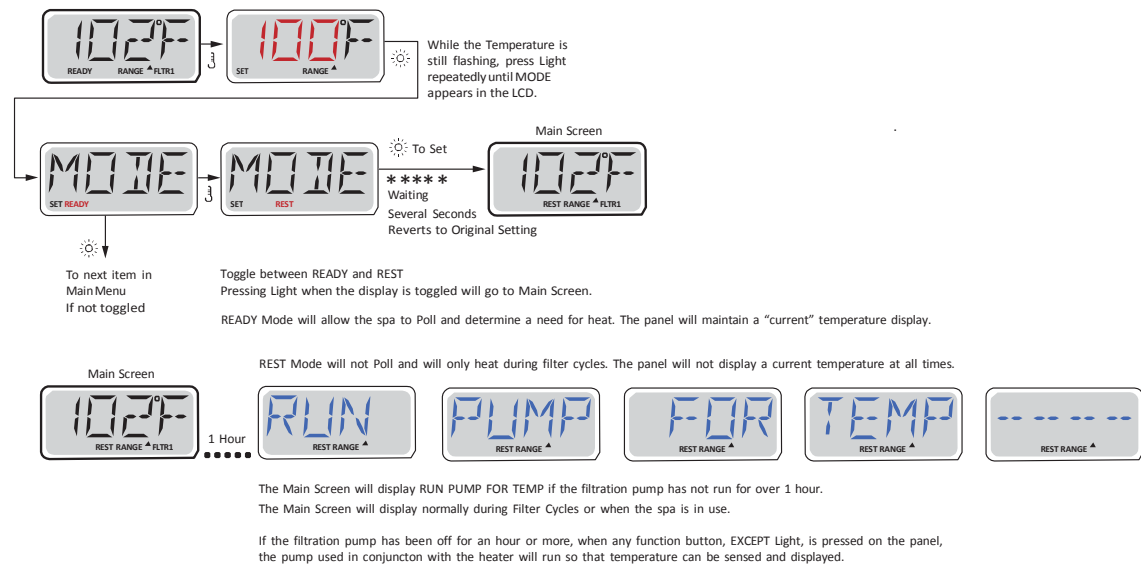 102°F
READY RANGE ▲ FLTR1
100°F
SET RANGE ▲
While the Temperature is
still flashing, press Light
repeatedly until MODE
appears in the LCD.
MODE
SET READY
MODE
SET REST
To Set
*****
Waiting
Several Seconds
Reverts to Original Setting
Main Screen
102°F
REST RANGE ▲ FLTR1
To next item in
Main Menu
If not toggled
Toggle between READY and REST
Pressing Light when the display is toggled will go to Main Screen.
READY Mode will allow the spa to Poll and determine a need for heat. The panel will maintain a “current” temperature display.
REST Mode will not Poll and will only heat during filter cycles. The panel will not display a current temperature at all times.
Main Screen
102°F
REST RANGE ▲ FLTR1
1 Hour
RUN
REST RANGE ▲
PUMP
REST RANGE ▲
FOR
REST RANGE ▲
TEMP
REST RANGE ▲
-- -- -- --
REST RANGE ▲
The Main Screen will display RUN PUMP FOR TEMP if the filtration pump has not run for over 1 hour.
The Main Screen will display normally during Filter Cycles or when the spa is in use.
If the filtration pump has been off for an hour or more, when any function button, EXCEPT Light, is pressed on the panel,
the pump used in conjuncton with the heater will run so that temperature can be sensed and displayed.